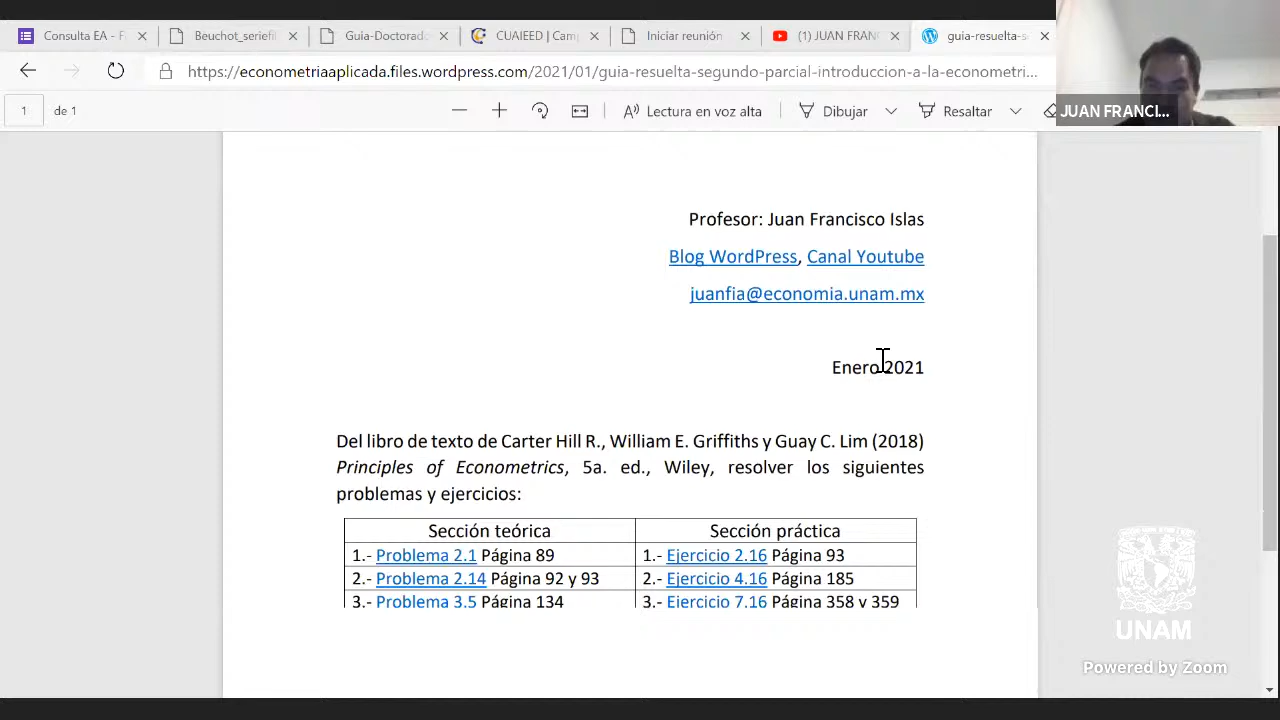 Consulta EA - F
Beuchot_seriefil
Guia-Doctorado
CUAIEED | Camp
Iniciar reunión
(1) JUAN FRAN
guia-resuelta-s
https://econometriaaplicada.files.wordpress.com/2021/01/guia-resuelta-segundo-parcial-introduccion-a-la-econometri...
1 de 1
Lectura en voz alta
Dibujar
Resaltar
JUAN FRANCI...
Profesor: Juan Francisco Islas
Blog WordPress, Canal Youtube
juanfia@economia.unam.mx
Enero 2021
Del libro de texto de Carter Hill R., William E. Griffiths y Guay C. Lim (2018)
Principles of Econometrics, 5a. ed., Wiley, resolver los siguientes
problemas y ejercicios:
Sección teórica Sección práctica
1.- Problema 2.1 Página 89 1.- Ejercicio 2.16 Página 93
2.- Problema 2.14 Página 92 y 93 2.- Ejercicio 4.16 Página 185
3.- Problema 3.5 Página 134 3.- Ejercicio 7.16 Página 358 y 359
UNAM
Powered by Zoom